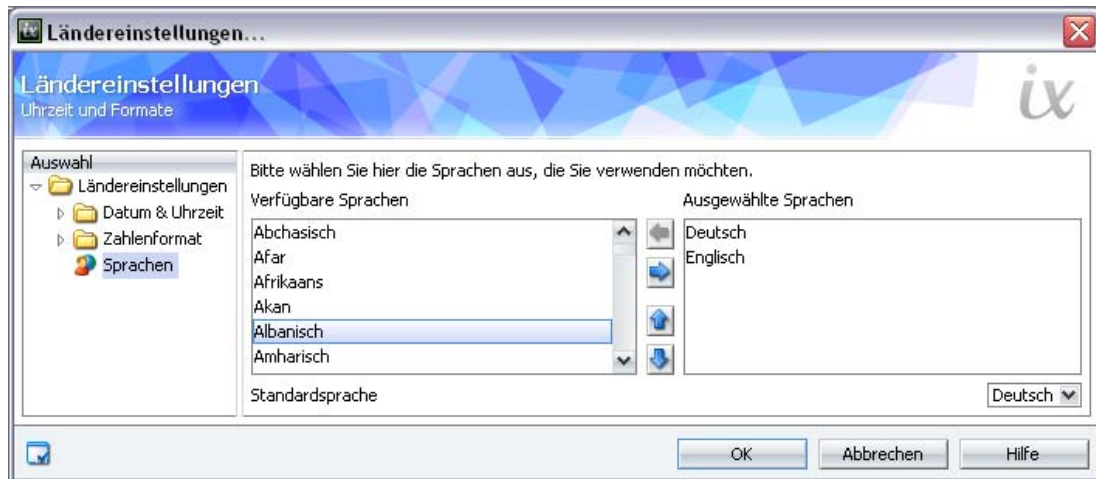 ix Ländereinstellungen...
Ländereinstellungen
Uhrzeit und Formate
ix
Auswahl
Ländereinstellungen
Datum & Uhrzeit
Zahlenformat
Sprachen
Bitte wählen Sie hier die Sprachen aus, die Sie verwenden möchten.
Verfügbare Sprachen
Abchasisch
Afar
Afrikaans
Akan
Albanisch
Amharisch
Ausgewählte Sprachen
Deutsch
Englisch
Standardsprache
Deutsch
OK
Abbrechen
Hilfe